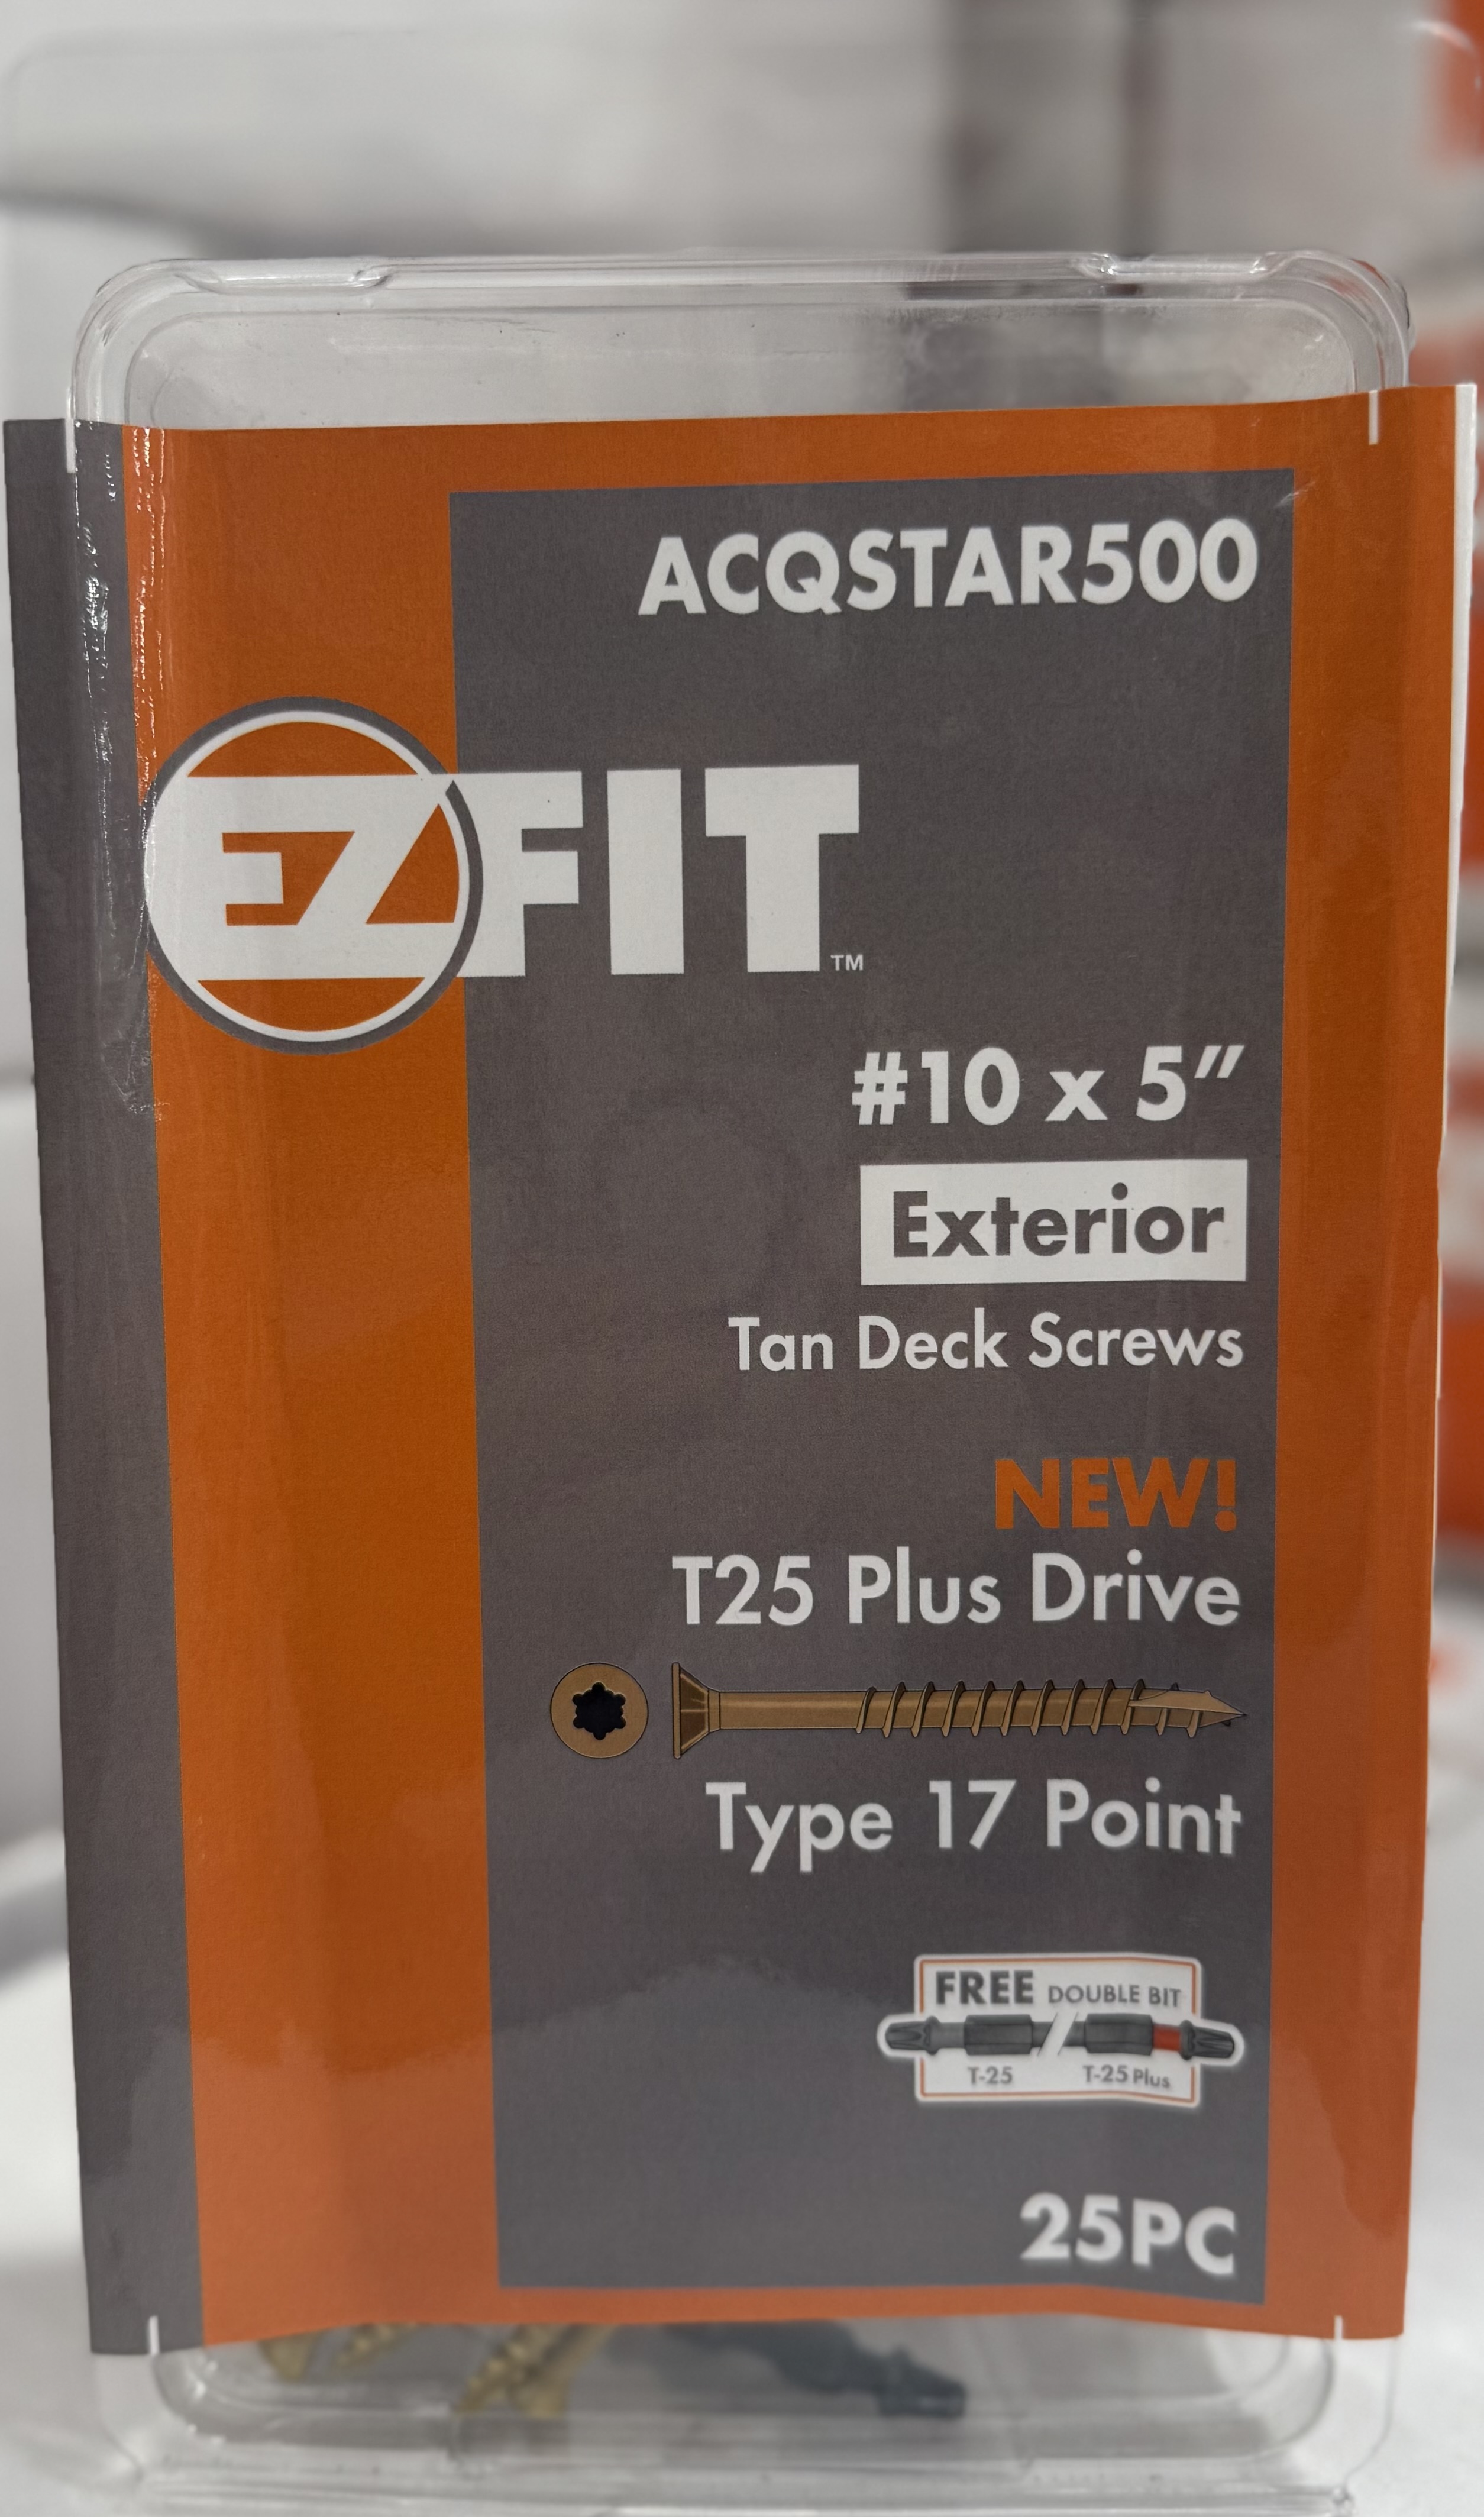 ACQSTAR500
EZFIT™
#10 x 5″
Exterior
Tan Deck Screws
NEW!
T25 Plus Drive
Type 17 Point
FREE DOUBLE BIT
T-25 T-25 Plus
25PC